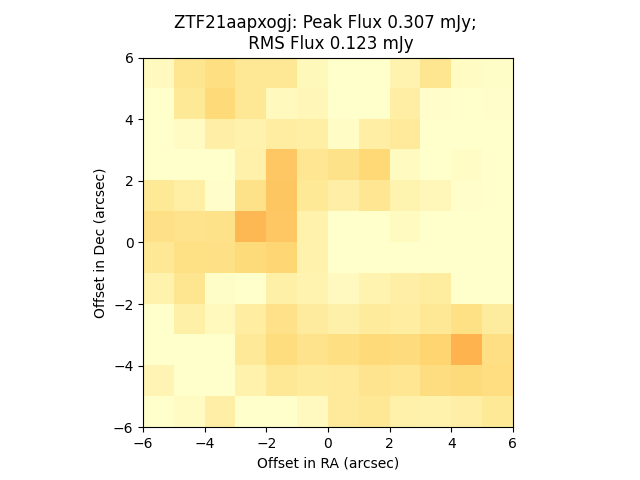 ZTF21aapxogj: Peak Flux 0.307 mJy;
RMS Flux 0.123 mJy
6
4
2
0
−2
−4
−6
Offset in Dec (arcsec)
−6 −4 −2 0 2 4 6
Offset in RA (arcsec)